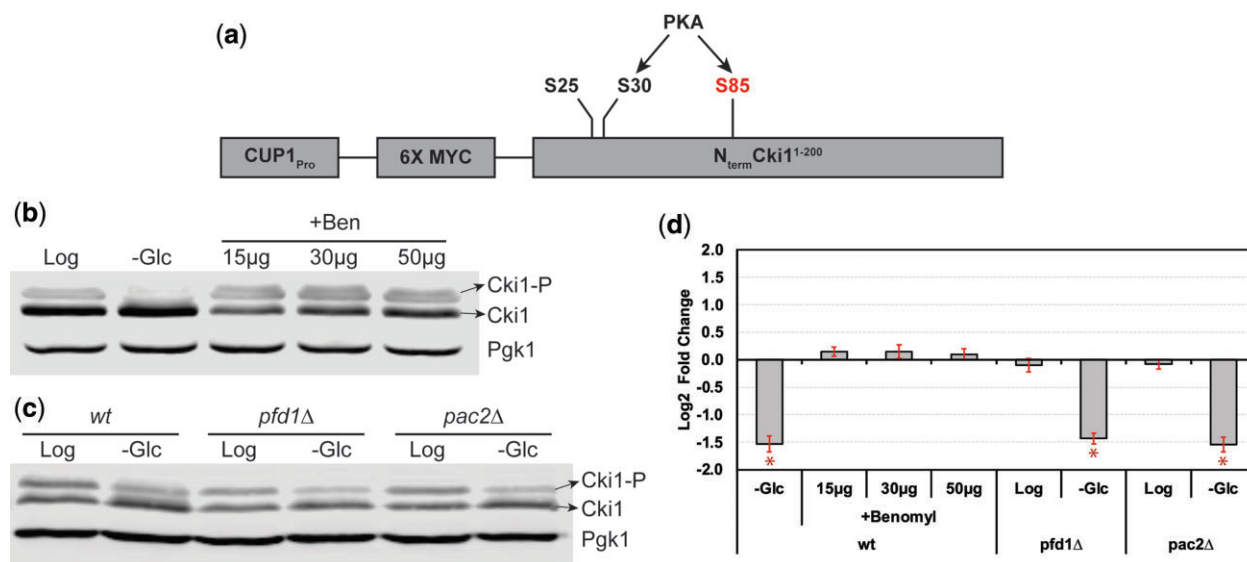 (a)
PKA
S25 S30 S85
CUP1Pro 6X MYC NtermCki1¹⁻²⁰⁰
(b)
+Ben
Log -Glc 15µg 30µg 50µg
Cki1-P
Cki1
Pgk1
(c)
wt pfd1Δ pac2Δ
Log -Glc Log -Glc Log -Glc
Cki1-P
Cki1
Pgk1
(d)
Log2 Fold Change
2.0
1.5
1.0
0.5
0.0
-0.5
-1.0
-1.5
-2.0
* * *
-Glc 15µg 30µg 50µg Log -Glc Log -Glc
+Benomyl
wt pfd1Δ pac2Δ